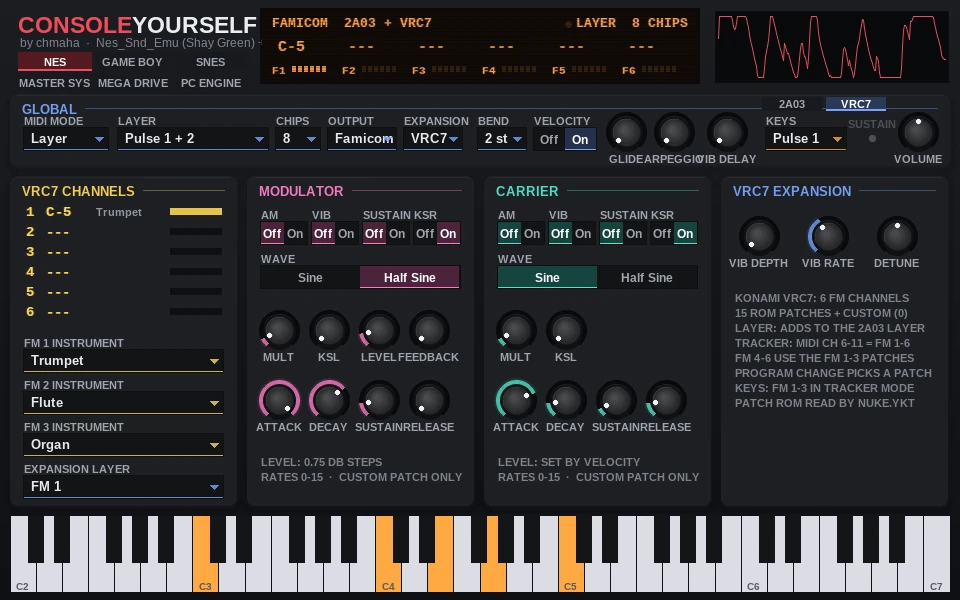 CONSOLEYOURSELF
by chmaha · Nes_Snd_Emu (Shay Green) ·
NES GAME BOY SNES
MASTER SYS MEGA DRIVE PC ENGINE
FAMICOM 2A03 + VRC7 LAYER 8 CHIPS
C-5 --- --- --- --- ---
F1 F2 F3 F4 F5 F6
GLOBAL
2A03 VRC7
MIDI MODE LAYER CHIPS OUTPUT EXPANSION BEND VELOCITY KEYS SUSTAIN
Layer Pulse 1 + 2 8 Famicom VRC7 2 st Off On Pulse 1
GLIDE ARPEGGIO VIB DELAY VOLUME
VRC7 CHANNELS
1 C-5 Trumpet
2 ---
3 ---
4 ---
5 ---
6 ---
FM 1 INSTRUMENT
Trumpet
FM 2 INSTRUMENT
Flute
FM 3 INSTRUMENT
Organ
EXPANSION LAYER
FM 1
MODULATOR
AM VIB SUSTAIN KSR
Off On Off On Off On Off On
WAVE
Sine Half Sine
MULT KSL LEVEL FEEDBACK
ATTACK DECAY SUSTAIN RELEASE
LEVEL: 0.75 DB STEPS
RATES 0-15 · CUSTOM PATCH ONLY
CARRIER
AM VIB SUSTAIN KSR
Off On Off On Off On Off On
WAVE
Sine Half Sine
MULT KSL
ATTACK DECAY SUSTAIN RELEASE
LEVEL: SET BY VELOCITY
RATES 0-15 · CUSTOM PATCH ONLY
VRC7 EXPANSION
VIB DEPTH VIB RATE DETUNE
KONAMI VRC7: 6 FM CHANNELS
15 ROM PATCHES + CUSTOM (0)
LAYER: ADDS TO THE 2A03 LAYER
TRACKER: MIDI CH 6-11 = FM 1-6
FM 4-6 USE THE FM 1-3 PATCHES
PROGRAM CHANGE PICKS A PATCH
KEYS: FM 1-3 IN TRACKER MODE
PATCH ROM READ BY NUKE.YKT
C2 C3 C4 C5 C6 C7